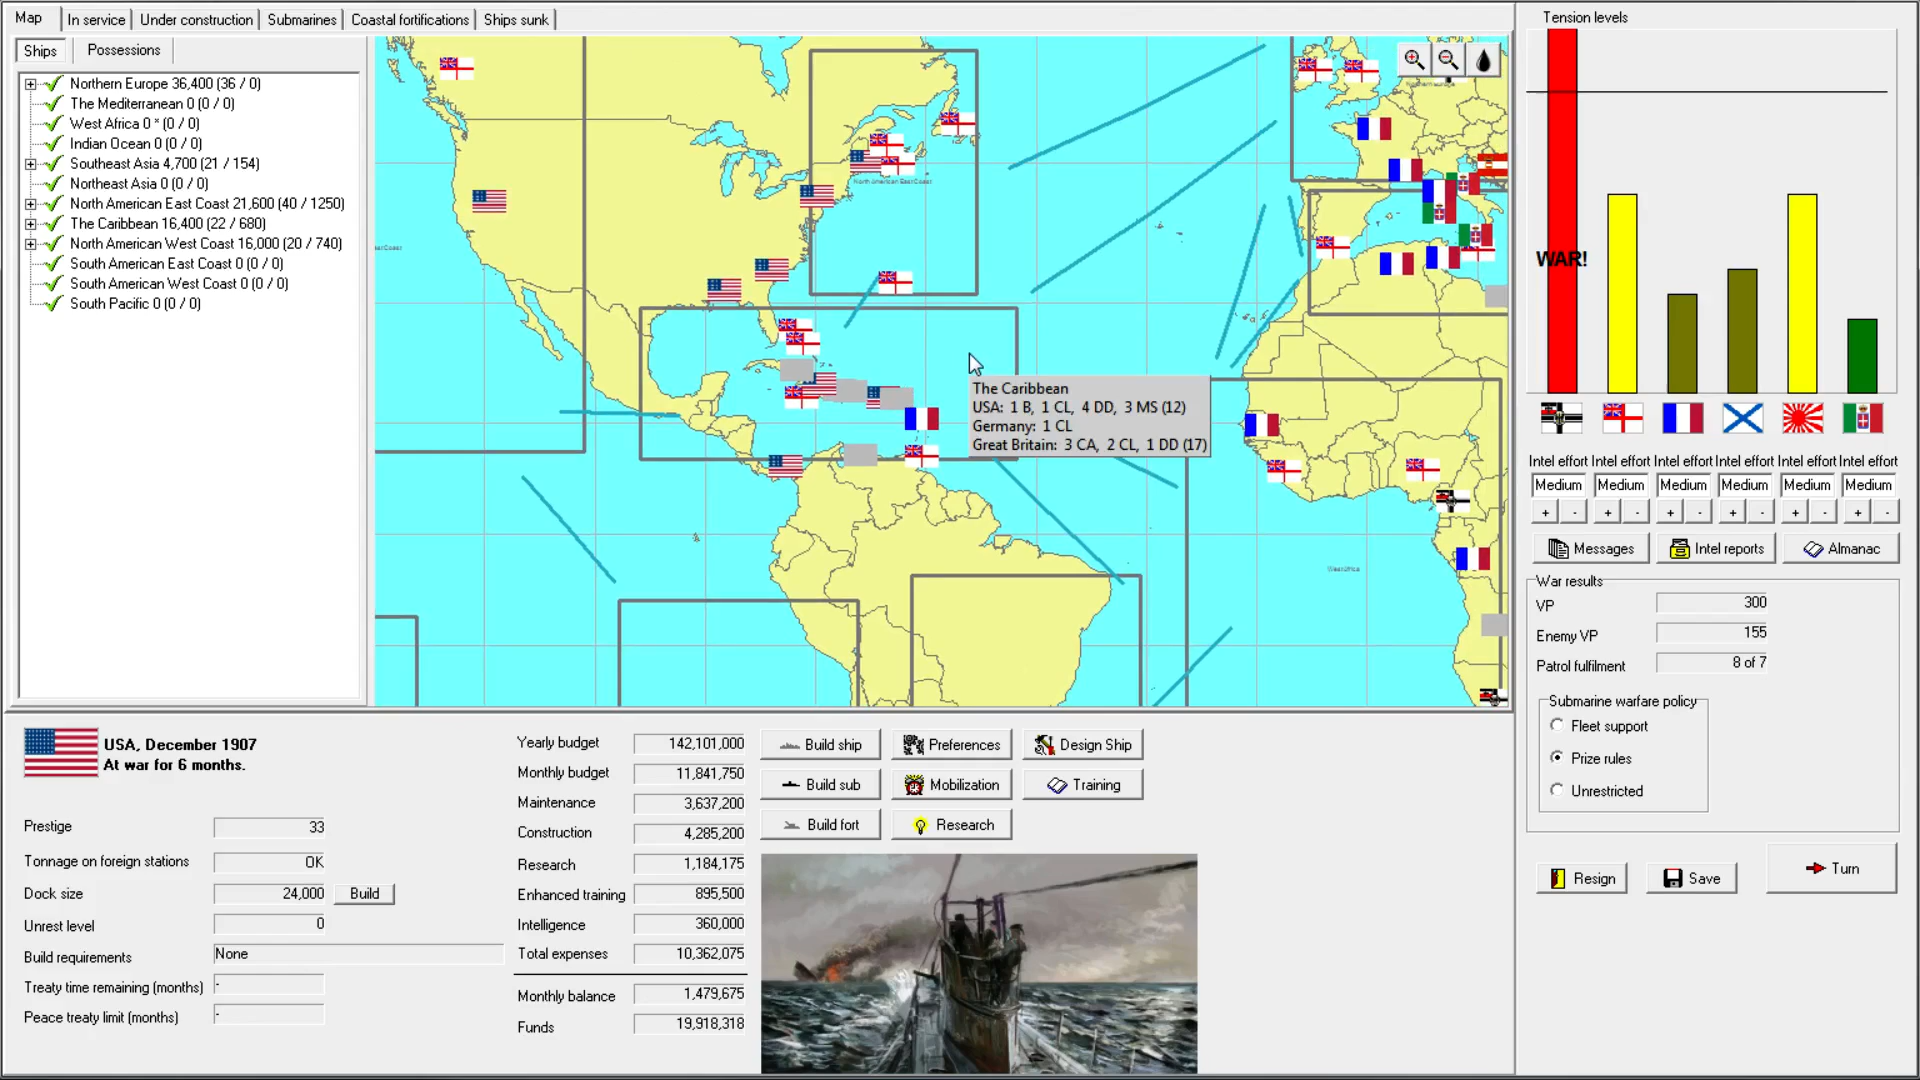 Map
In service
Under construction
Submarines
Coastal fortifications
Ships sunk
Ships
Possessions
Northern Europe 36,400 (36 / 0)
The Mediterranean 0 (0 / 0)
West Africa 0 * (0 / 0)
Indian Ocean 0 (0 / 0)
Southeast Asia 4,700 (21 / 154)
Northeast Asia 0 (0 / 0)
North American East Coast 21,600 (40 / 1250)
The Caribbean 16,400 (22 / 680)
North American West Coast 16,000 (20 / 740)
South American East Coast 0 (0 / 0)
South American West Coast 0 (0 / 0)
South Pacific 0 (0 / 0)
North American East Coast
West Africa
The Caribbean
USA: 1 B, 1 CL, 4 DD, 3 MS (12)
Germany: 1 CL
Great Britain: 3 CA, 2 CL, 1 DD (17)
Tension levels
WAR!
Intel effort Intel effort Intel effort Intel effort Intel effort Intel effort
Medium Medium Medium Medium Medium Medium
+ - + - + - + - + - + -
Messages
Intel reports
Almanac
War results
VP 300
Enemy VP 155
Patrol fulfilment 8 of 7
Submarine warfare policy
Fleet support
Prize rules
Unrestricted
Resign
Save
Turn
USA, December 1907
At war for 6 months.
Prestige 33
Tonnage on foreign stations OK
Dock size 24,000 Build
Unrest level 0
Build requirements None
Treaty time remaining (months) -
Peace treaty limit (months) -
Yearly budget 142,101,000
Monthly budget 11,841,750
Maintenance 3,637,200
Construction 4,285,200
Research 1,184,175
Enhanced training 895,500
Intelligence 360,000
Total expenses 10,362,075
Monthly balance 1,479,675
Funds 19,918,318
Build ship
Preferences
Design Ship
Build sub
Mobilization
Training
Build fort
Research